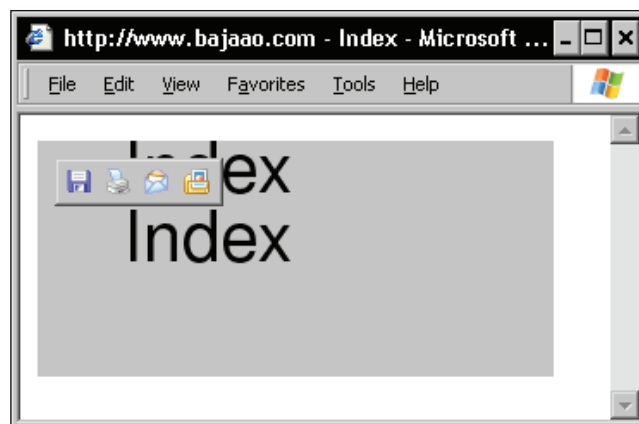 http://www.bajaao.com - Index - Microsoft ...
File Edit View Favorites Tools Help
Index
Index